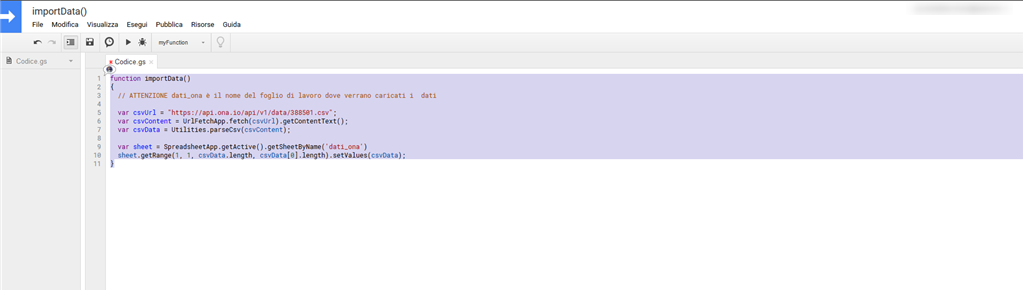 importData()
File Modifica Visualizza Esegui Pubblica Risorse Guida
myFunction
Codice.gs
Codice.gs
1 function importData()
2 {
3 // ATTENZIONE dati_ona è il nome del foglio di lavoro dove verrano caricati i dati
4
5 var csvUrl = "https://api.ona.io/api/v1/data/388501.csv";
6 var csvContent = UrlFetchApp.fetch(csvUrl).getContentText();
7 var csvData = Utilities.parseCsv(csvContent);
8
9 var sheet = SpreadsheetApp.getActive().getSheetByName('dati_ona')
10 sheet.getRange(1, 1, csvData.length, csvData[0].length).setValues(csvData);
11 }